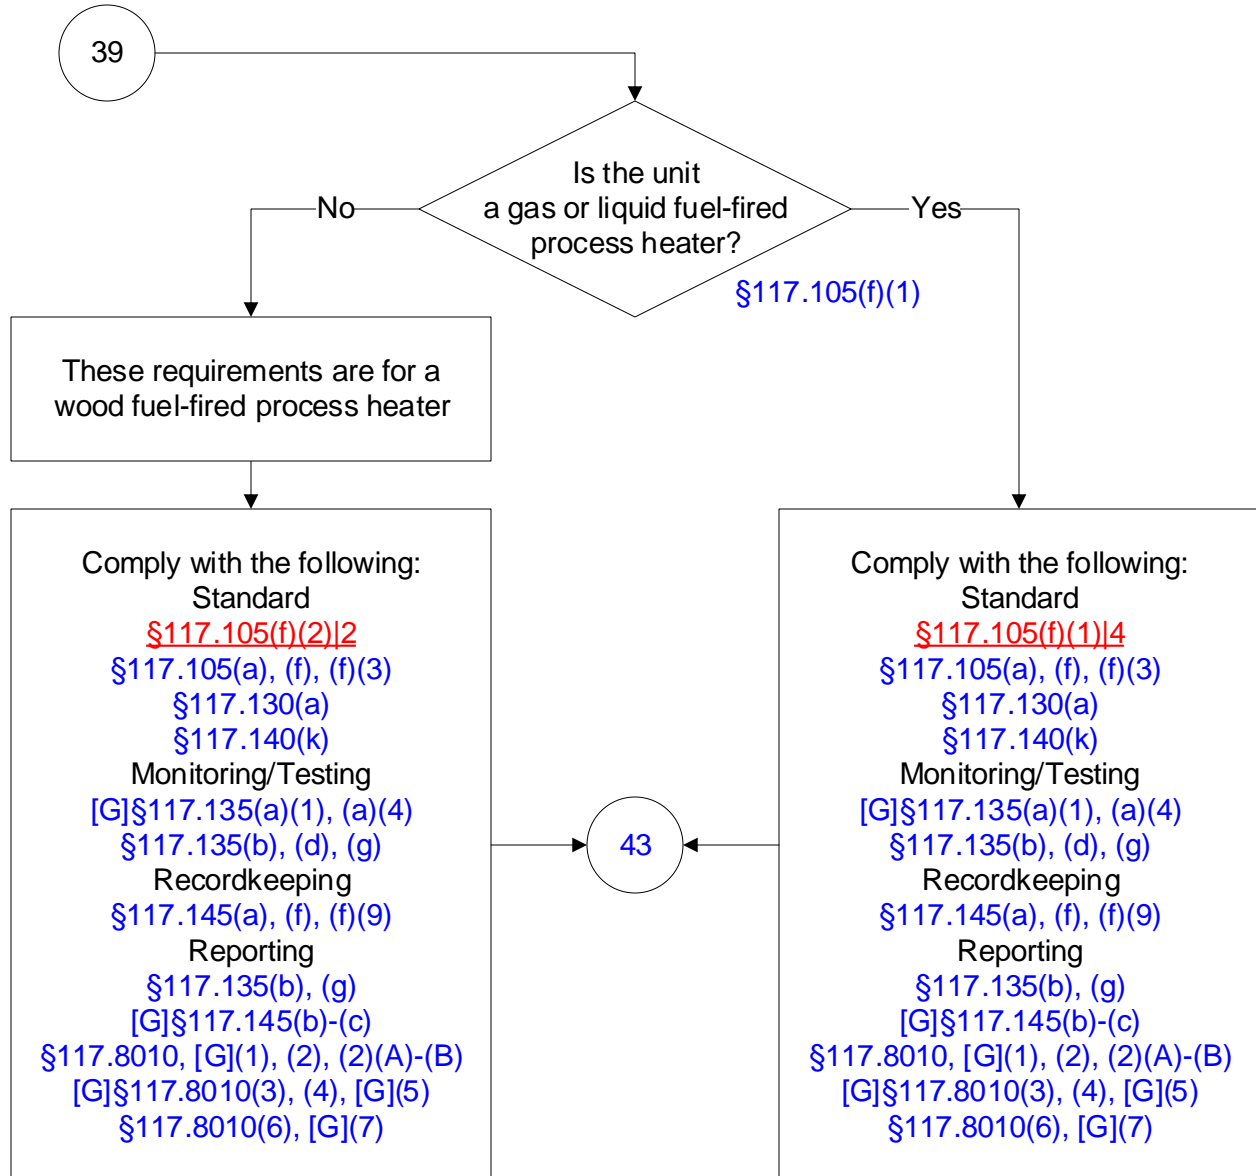 39
Is the unit
a gas or liquid fuel-fired
process heater?
No
Yes
§117.105(f)(1)
These requirements are for a
wood fuel-fired process heater
Comply with the following:
Standard
§117.105(f)(2)|2
§117.105(a), (f), (f)(3)
§117.130(a)
§117.140(k)
Monitoring/Testing
[G]§117.135(a)(1), (a)(4)
§117.135(b), (d), (g)
Recordkeeping
§117.145(a), (f), (f)(9)
Reporting
§117.135(b), (g)
[G]§117.145(b)-(c)
§117.8010, [G](1), (2), (2)(A)-(B)
[G]§117.8010(3), (4), [G](5)
§117.8010(6), [G](7)
43
Comply with the following:
Standard
§117.105(f)(1)|4
§117.105(a), (f), (f)(3)
§117.130(a)
§117.140(k)
Monitoring/Testing
[G]§117.135(a)(1), (a)(4)
§117.135(b), (d), (g)
Recordkeeping
§117.145(a), (f), (f)(9)
Reporting
§117.135(b), (g)
[G]§117.145(b)-(c)
§117.8010, [G](1), (2), (2)(A)-(B)
[G]§117.8010(3), (4), [G](5)
§117.8010(6), [G](7)